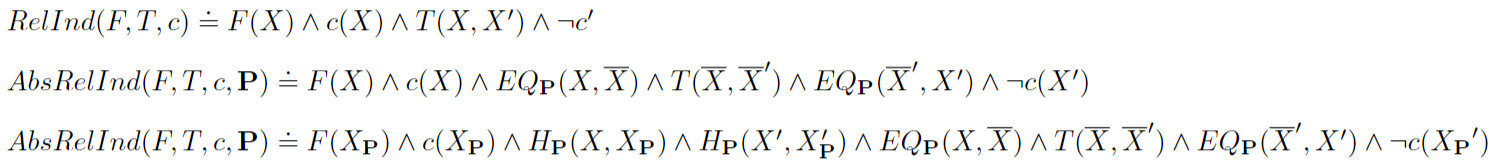 RelInd(F, T, c) ≐ F(X) ∧ c(X) ∧ T(X, X′) ∧ ¬c′
AbsRelInd(F, T, c, P) ≐ F(X) ∧ c(X) ∧ EQ_P(X, X̅) ∧ T(X̅, X̅′) ∧ EQ_P(X̅′, X′) ∧ ¬c(X′)
AbsRelInd(F, T, c, P) ≐ F(X_P) ∧ c(X_P) ∧ H_P(X, X_P) ∧ H_P(X′, X′_P) ∧ EQ_P(X, X̅) ∧ T(X̅, X̅′) ∧ EQ_P(X̅′, X′) ∧ ¬c(X_P′)